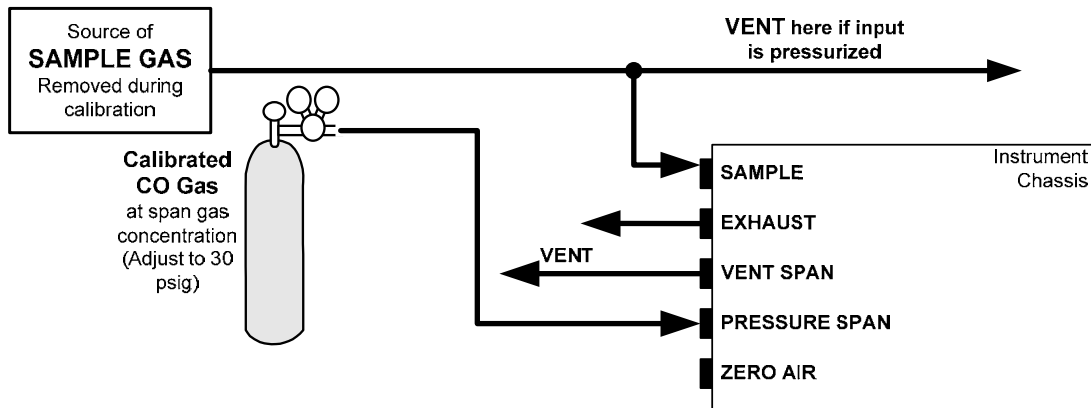 Source of
SAMPLE GAS
Removed during
calibration
VENT here if input
is pressurized
Calibrated
CO Gas
at span gas
concentration
(Adjust to 30
psig)
Instrument
Chassis
SAMPLE
EXHAUST
VENT
VENT SPAN
PRESSURE SPAN
ZERO AIR